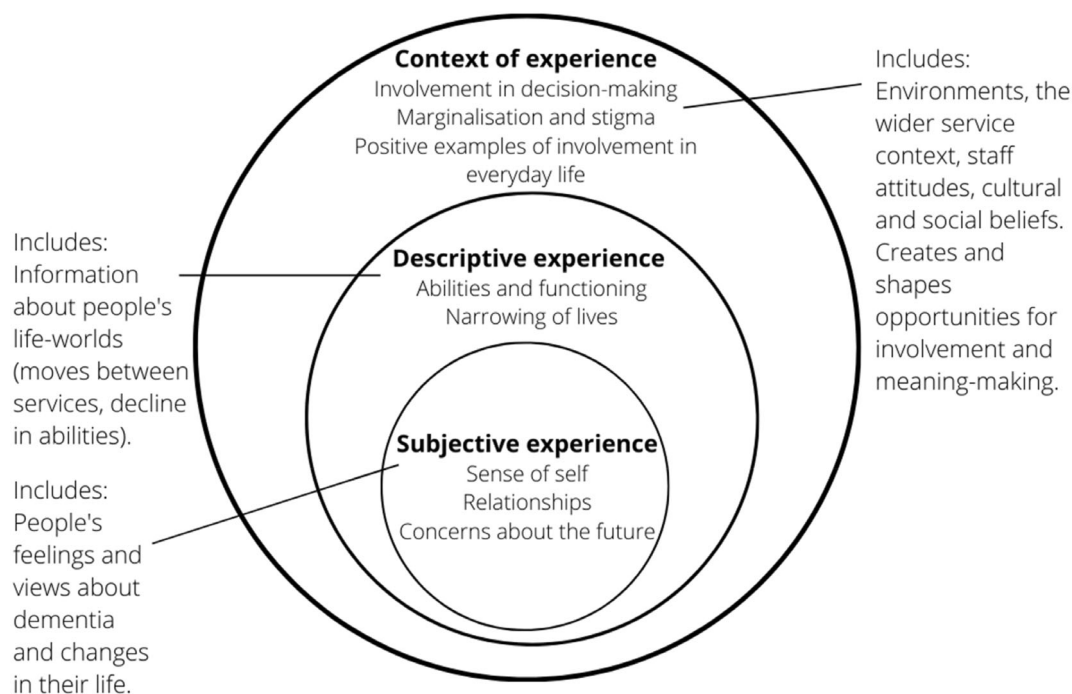 Context of experience
Involvement in decision-making
Marginalisation and stigma
Positive examples of involvement in
everyday life
Includes:
Environments, the
wider service
context, staff
attitudes, cultural
and social beliefs.
Creates and
shapes
opportunities for
involvement and
meaning-making.
Includes:
Information
about people's
life-worlds
(moves between
services, decline
in abilities).
Descriptive experience
Abilities and functioning
Narrowing of lives
Subjective experience
Sense of self
Relationships
Concerns about the future
Includes:
People's
feelings and
views about
dementia
and changes
in their life.